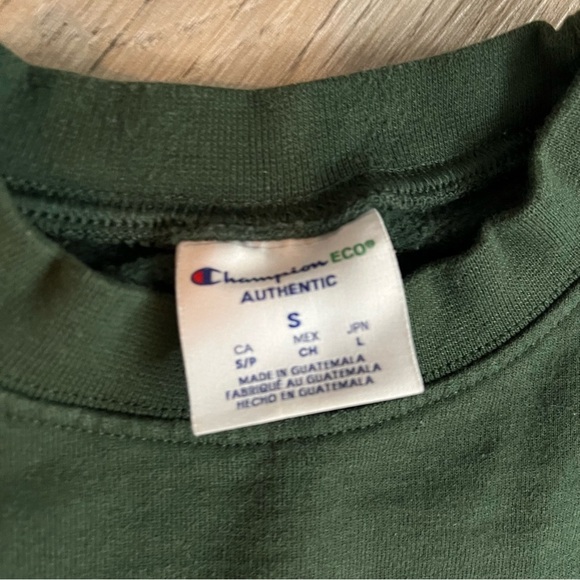 Champion ECO®
AUTHENTIC
S
CA MEX JPN
S/P CH L
MADE IN GUATEMALA
FABRIQUÉ AU GUATEMALA
HECHO EN GUATEMALA